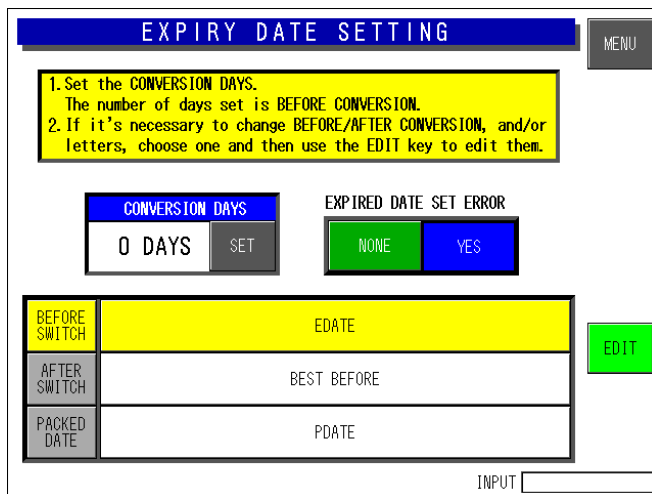 EXPIRY DATE SETTING
MENU
1. Set the CONVERSION DAYS.
The number of days set is BEFORE CONVERSION.
2. If it's necessary to change BEFORE/AFTER CONVERSION, and/or
letters, choose one and then use the EDIT key to edit them.
CONVERSION DAYS
0 DAYS
SET
EXPIRED DATE SET ERROR
NONE
YES
BEFORE
SWITCH
EDATE
EDIT
AFTER
SWITCH
BEST BEFORE
PACKED
DATE
PDATE
INPUT